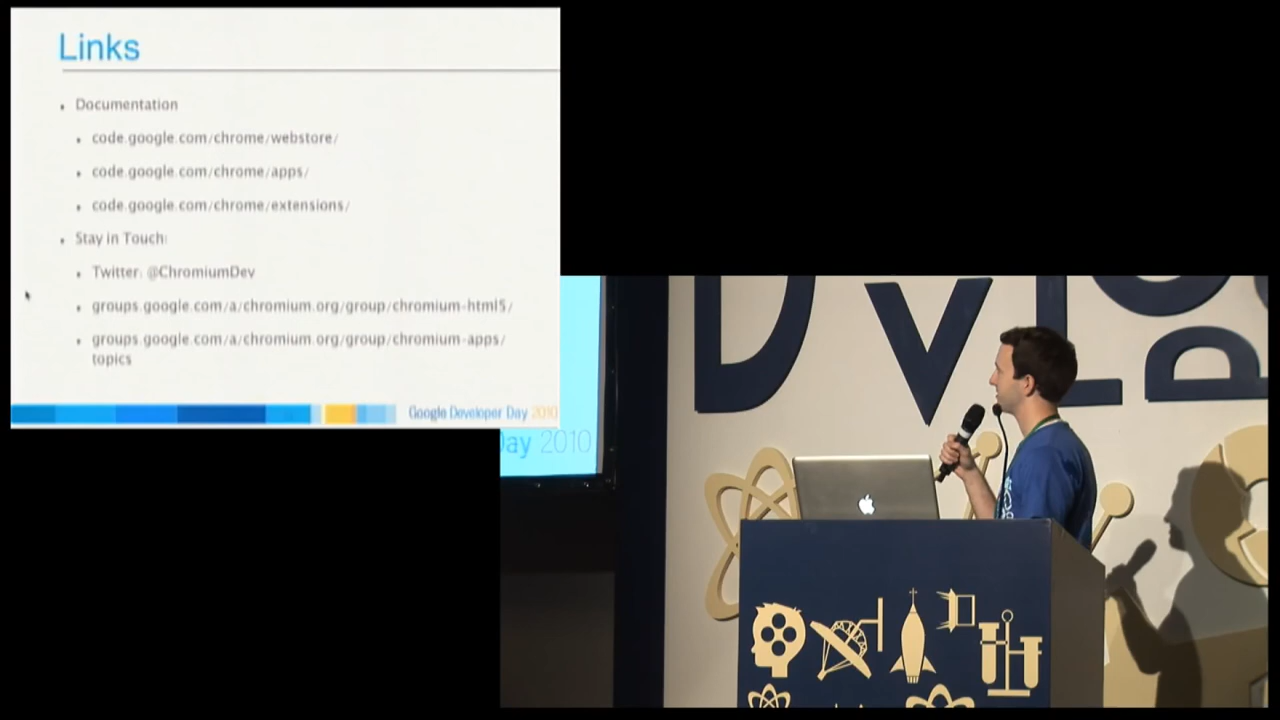 Links
Documentation
code.google.com/chrome/webstore/
code.google.com/chrome/apps/
code.google.com/chrome/extensions/
Stay in Touch:
Twitter: @ChromiumDev
groups.google.com/a/chromium.org/group/chromium-html5/
groups.google.com/a/chromium.org/group/chromium-apps/
topics
Google Developer Day 2010
Day 2010